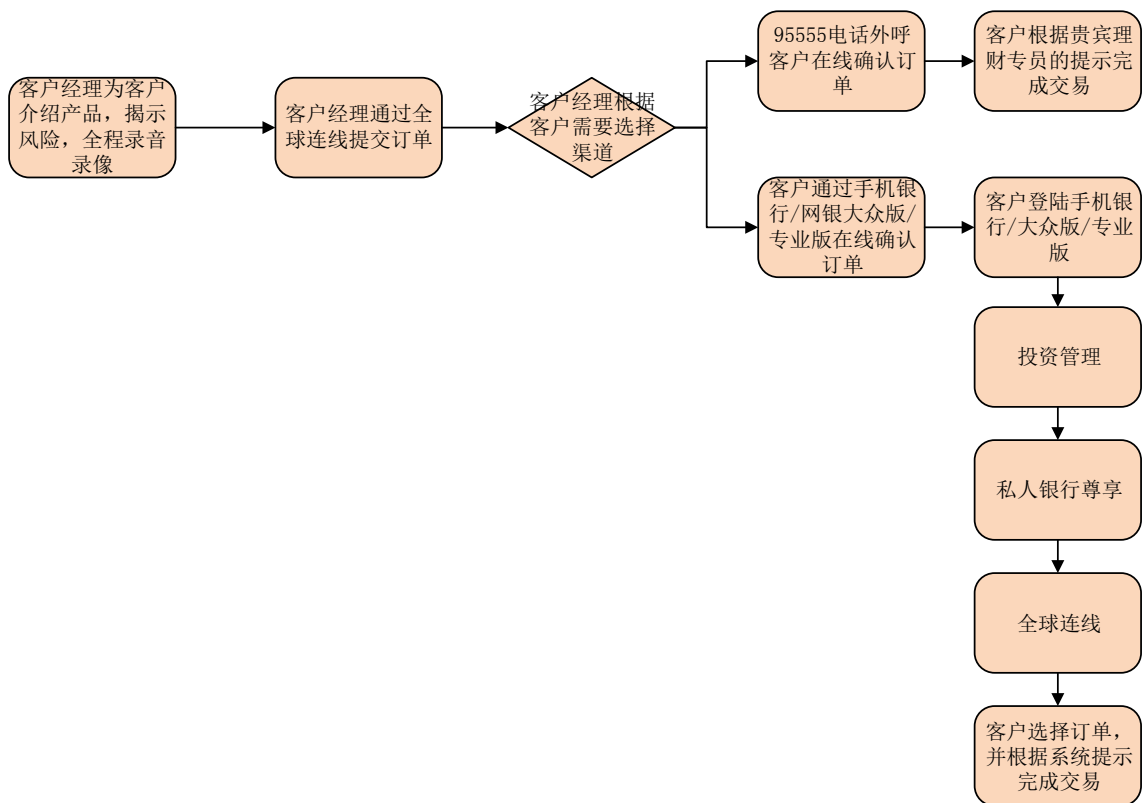 客户经理为客户
介绍产品，揭示
风险，全程录音
录像
客户经理通过全
球连线提交订单
客户经理根据
客户需要选择
渠道
95555电话外呼
客户在线确认订
单
客户根据贵宾理
财专员的提示完
成交易
客户通过手机银
行/网银大众版/
专业版在线确认
订单
客户登陆手机银
行/大众版/专业
版
投资管理
私人银行尊享
全球连线
客户选择订单，
并根据系统提示
完成交易